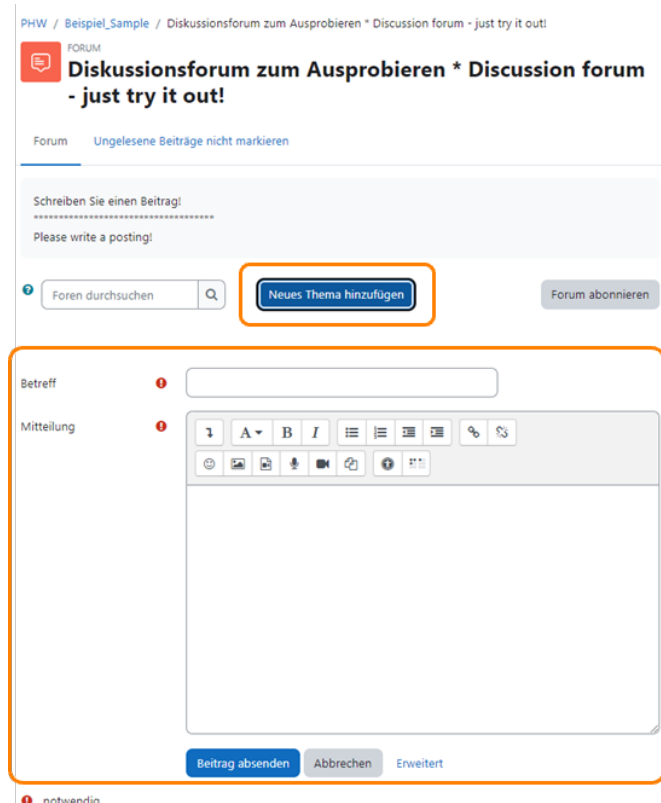 PHW / Beispiel_Sample / Diskussionsforum zum Ausprobieren * Discussion forum - just try it out!
FORUM
Diskussionsforum zum Ausprobieren * Discussion forum
- just try it out!
Forum Ungelesene Beiträge nicht markieren
Schreiben Sie einen Beitrag!
************************************
Please write a posting!
Foren durchsuchen Neues Thema hinzufügen Forum abonnieren
Betreff
Mitteilung
A B I
Beitrag absenden Abbrechen Erweitert
notwendig